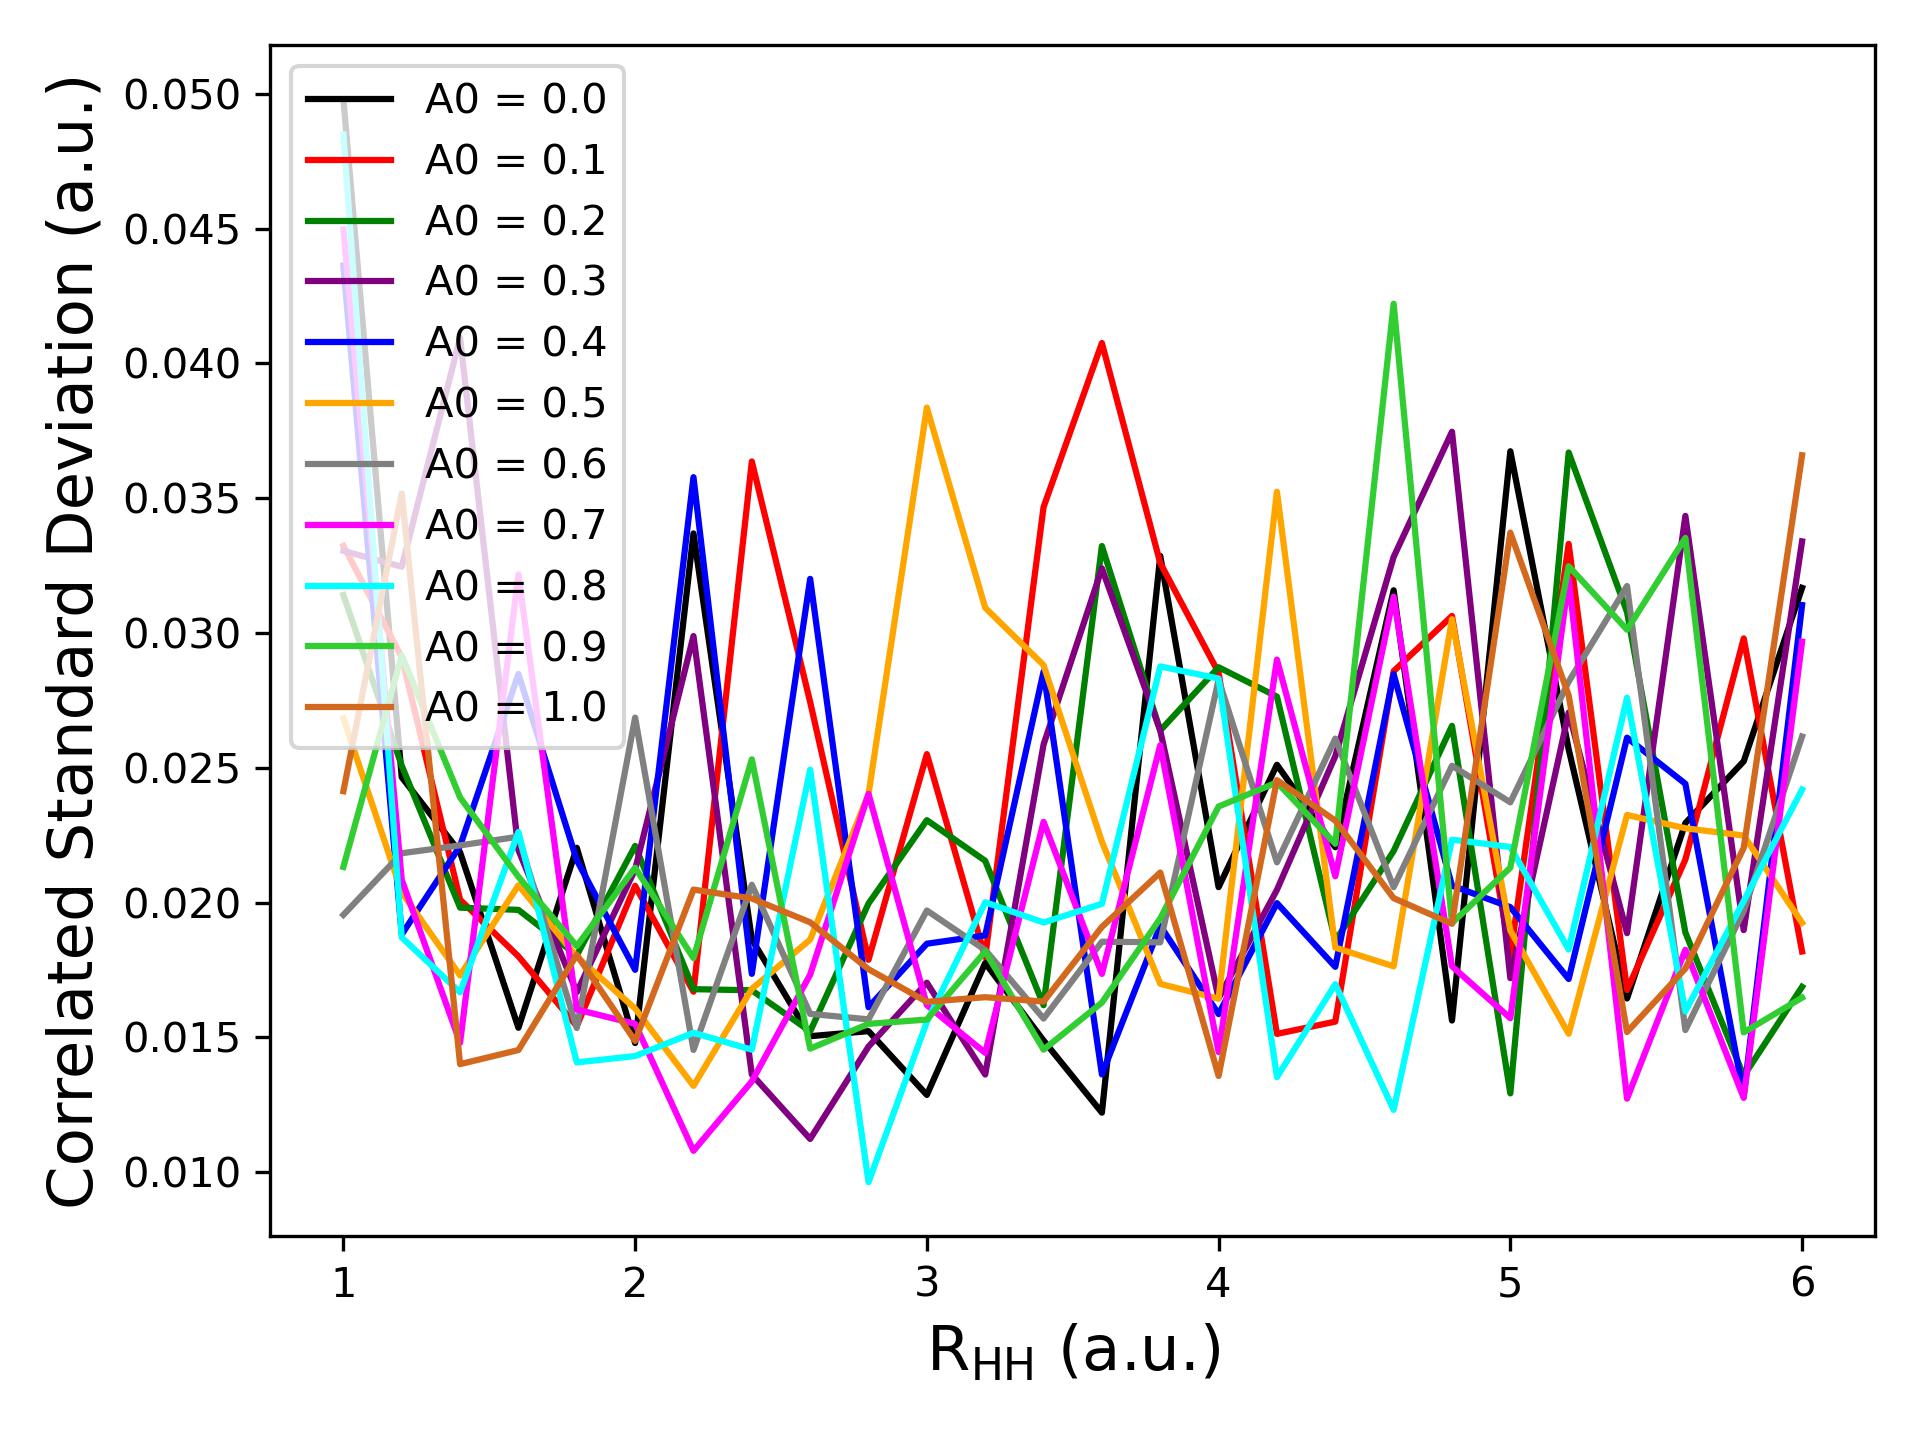 Correlated Standard Deviation (a.u.)
0.050
0.045
0.040
0.035
0.030
0.025
0.020
0.015
0.010
A0 = 0.0
A0 = 0.1
A0 = 0.2
A0 = 0.3
A0 = 0.4
A0 = 0.5
A0 = 0.6
A0 = 0.7
A0 = 0.8
A0 = 0.9
A0 = 1.0
1 2 3 4 5 6
R_HH (a.u.)